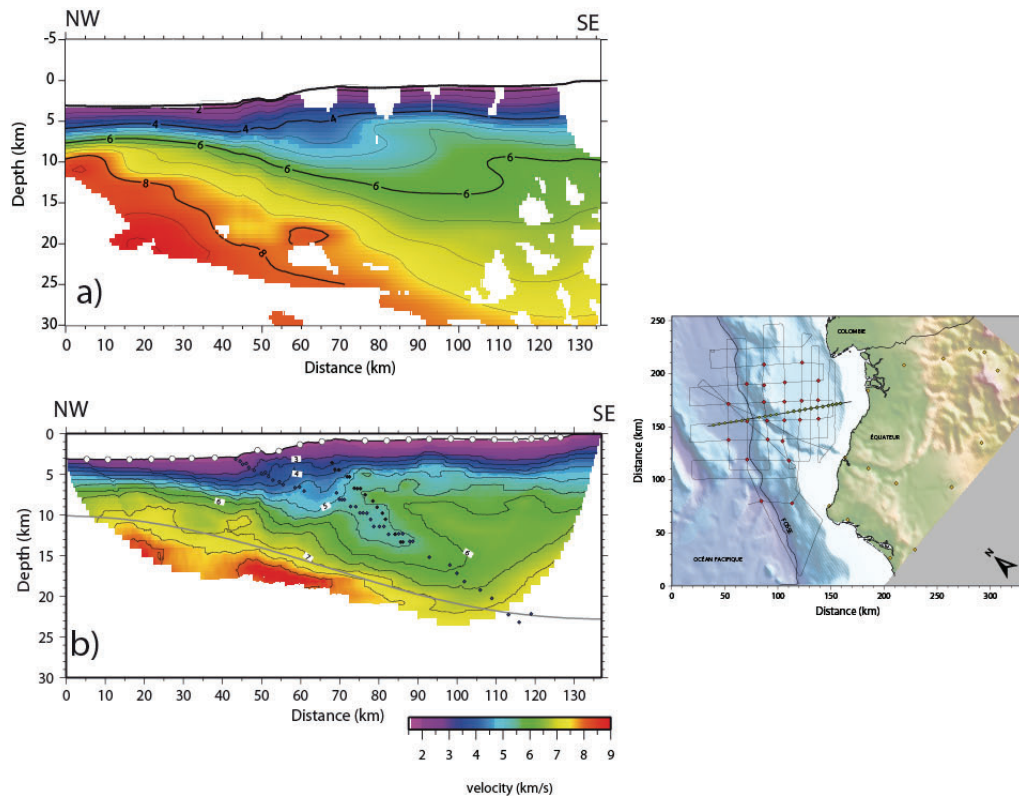 NW SE
-5
0
5
10
15
20
25
30
Depth (km)
2
4 4
6 6 6 6
8 8
a)
0 10 20 30 40 50 60 70 80 90 100 110 120 130
Distance (km)
NW SE
0
5
10
15
20
25
30
Depth (km)
3
4
5
6 6
7
b)
0 10 20 30 40 50 60 70 80 90 100 110 120 130
Distance (km)
2 3 4 5 6 7 8 9
velocity (km/s)
250
200
150
100
50
0
Distance (km)
COLOMBIE
ÉQUATEUR
OCÉAN PACIFIQUE
N
0 50 100 150 200 250 300
Distance (km)